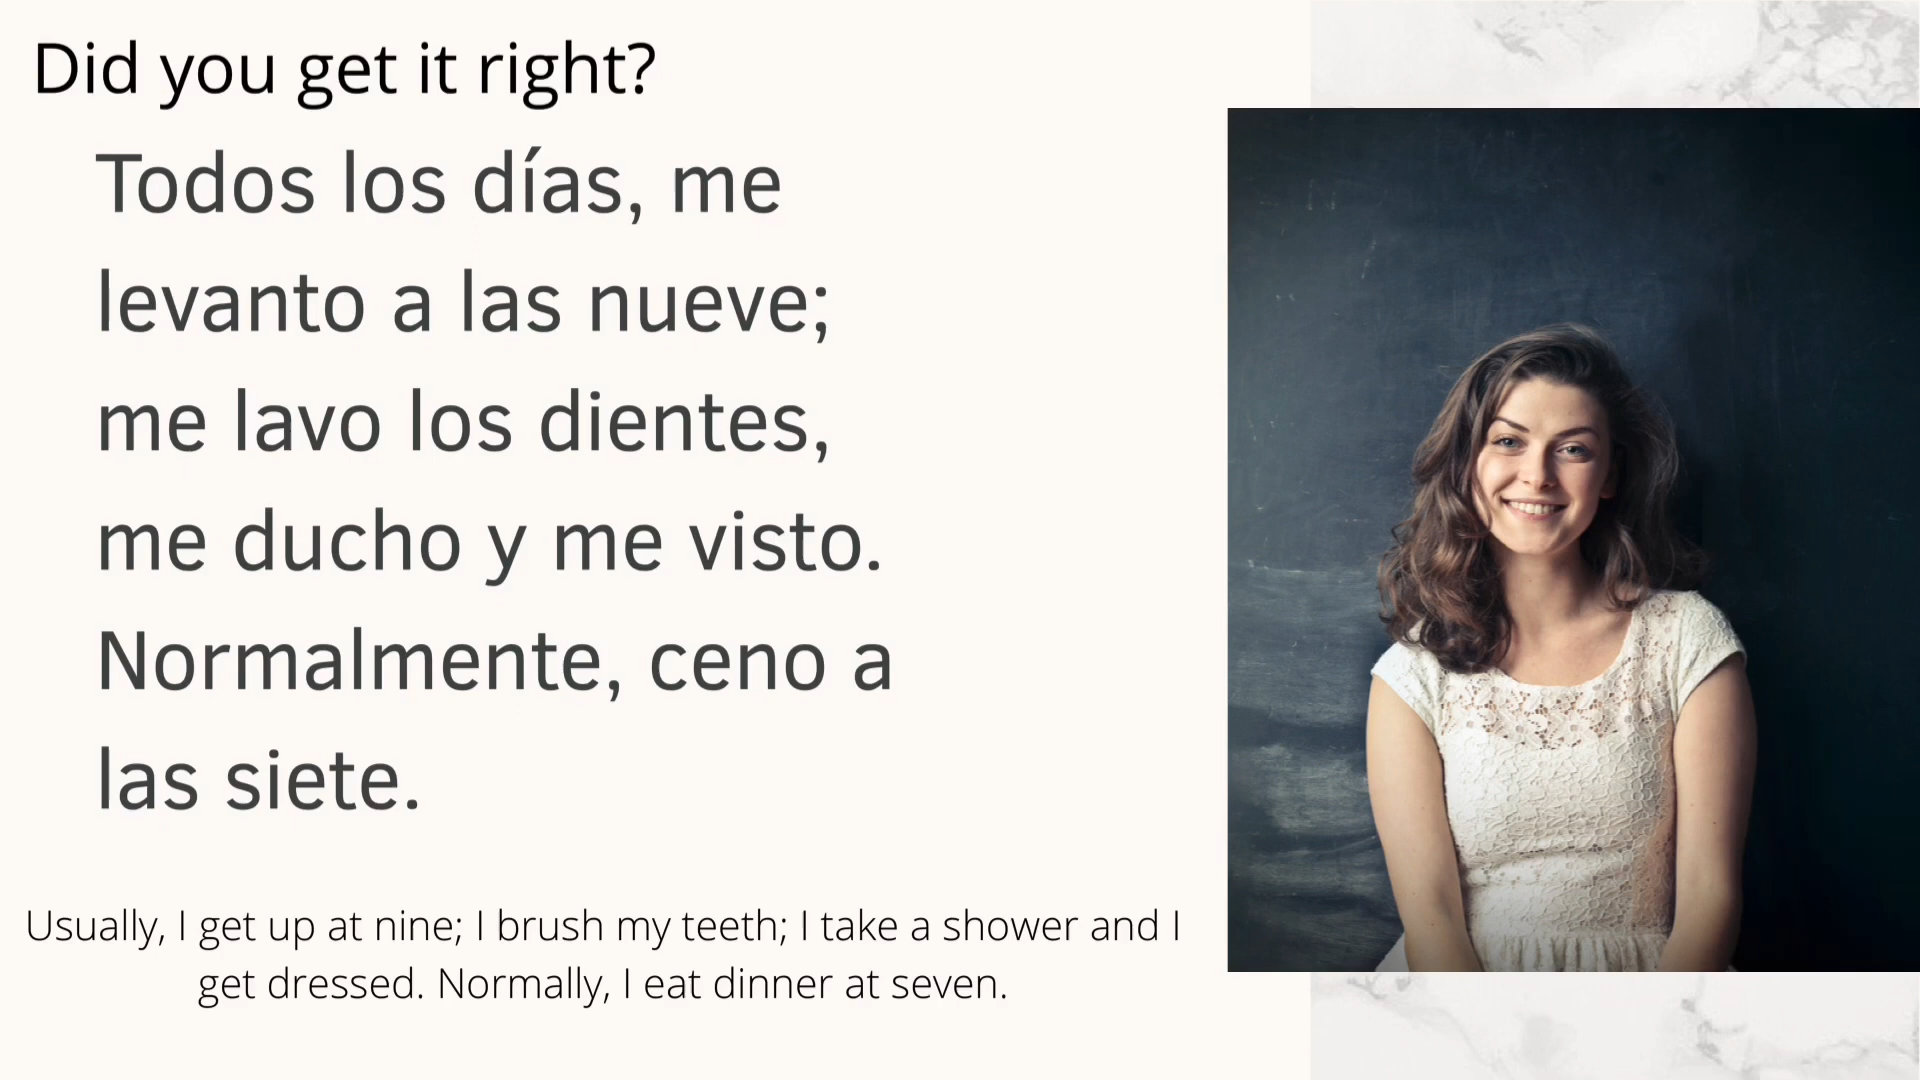 Did you get it right?
Todos los días, me
levanto a las nueve;
me lavo los dientes,
me ducho y me visto.
Normalmente, ceno a
las siete.
Usually, I get up at nine; I brush my teeth; I take a shower and I
get dressed. Normally, I eat dinner at seven.